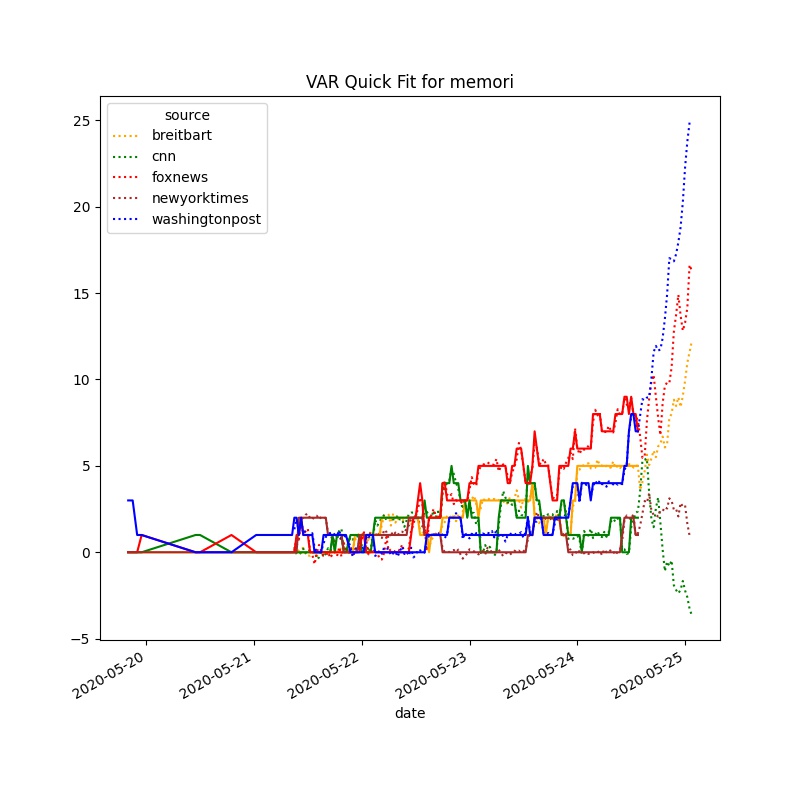 VAR Quick Fit for memori
source
breitbart
cnn
foxnews
newyorktimes
washingtonpost
25
20
15
10
5
0
−5
2020-05-20
2020-05-21
2020-05-22
2020-05-23
2020-05-24
2020-05-25
date